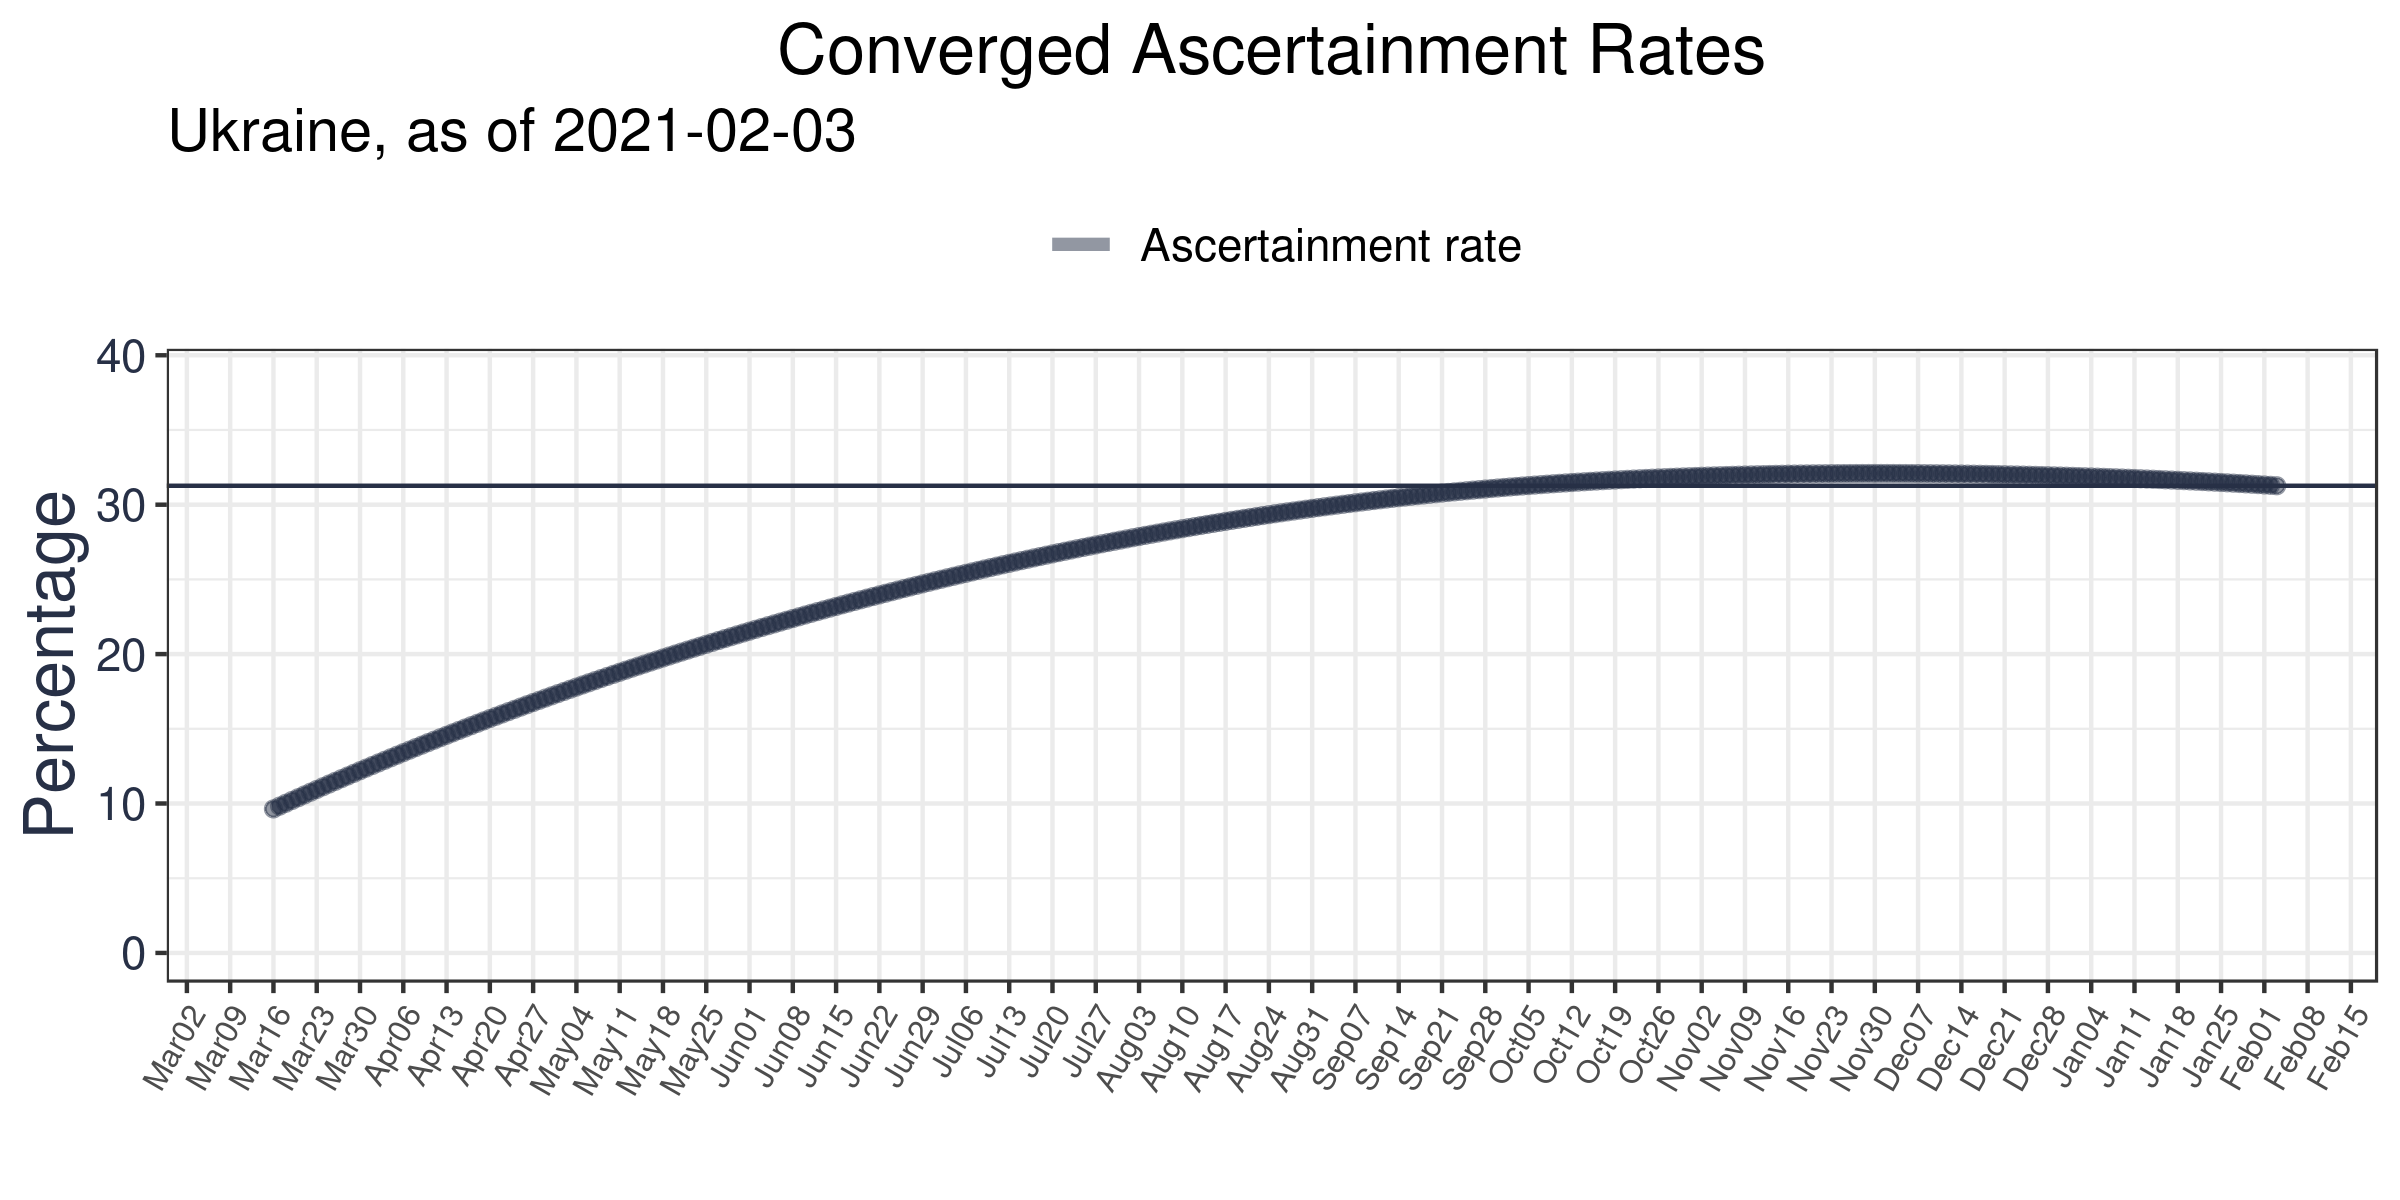 Converged Ascertainment Rates
Ukraine, as of 2021-02-03
Ascertainment rate
Percentage
40
30
20
10
0
Mar02
Mar09
Mar16
Mar23
Mar30
Apr06
Apr13
Apr20
Apr27
May04
May11
May18
May25
Jun01
Jun08
Jun15
Jun22
Jun29
Jul06
Jul13
Jul20
Jul27
Aug03
Aug10
Aug17
Aug24
Aug31
Sep07
Sep14
Sep21
Sep28
Oct05
Oct12
Oct19
Oct26
Nov02
Nov09
Nov16
Nov23
Nov30
Dec07
Dec14
Dec21
Dec28
Jan04
Jan11
Jan18
Jan25
Feb01
Feb08
Feb15